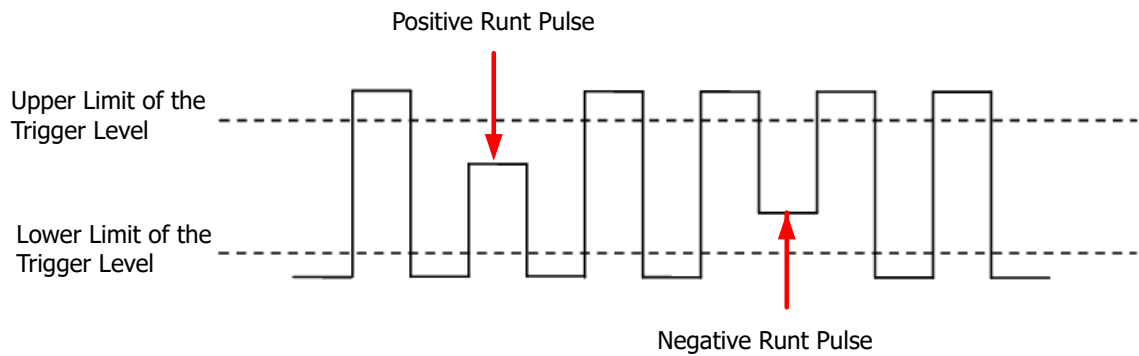 Positive Runt Pulse
Upper Limit of the
Trigger Level
Lower Limit of the
Trigger Level
Negative Runt Pulse